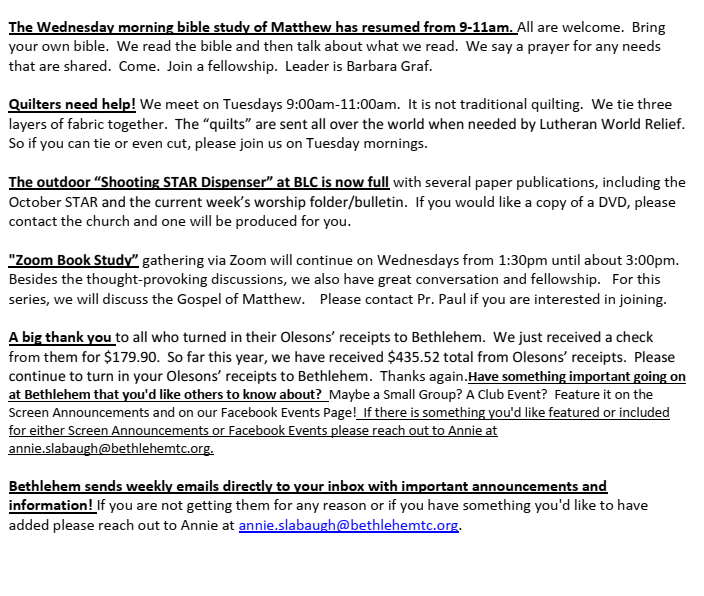 The Wednesday morning bible study of Matthew has resumed from 9-11am. All are welcome. Bring
your own bible. We read the bible and then talk about what we read. We say a prayer for any needs
that are shared. Come. Join a fellowship. Leader is Barbara Graf.
Quilters need help! We meet on Tuesdays 9:00am-11:00am. It is not traditional quilting. We tie three
layers of fabric together. The “quilts” are sent all over the world when needed by Lutheran World Relief.
So if you can tie or even cut, please join us on Tuesday mornings.
The outdoor “Shooting STAR Dispenser” at BLC is now full with several paper publications, including the
October STAR and the current week’s worship folder/bulletin. If you would like a copy of a DVD, please
contact the church and one will be produced for you.
"Zoom Book Study” gathering via Zoom will continue on Wednesdays from 1:30pm until about 3:00pm.
Besides the thought-provoking discussions, we also have great conversation and fellowship. For this
series, we will discuss the Gospel of Matthew. Please contact Pr. Paul if you are interested in joining.
A big thank you to all who turned in their Olesons’ receipts to Bethlehem. We just received a check
from them for $179.90. So far this year, we have received $435.52 total from Olesons’ receipts. Please
continue to turn in your Olesons’ receipts to Bethlehem. Thanks again.Have something important going on
at Bethlehem that you'd like others to know about? Maybe a Small Group? A Club Event? Feature it on the
Screen Announcements and on our Facebook Events Page! If there is something you'd like featured or included
for either Screen Announcements or Facebook Events please reach out to Annie at
annie.slabaugh@bethlehemtc.org.
Bethlehem sends weekly emails directly to your inbox with important announcements and
information! If you are not getting them for any reason or if you have something you'd like to have
added please reach out to Annie at annie.slabaugh@bethlehemtc.org.